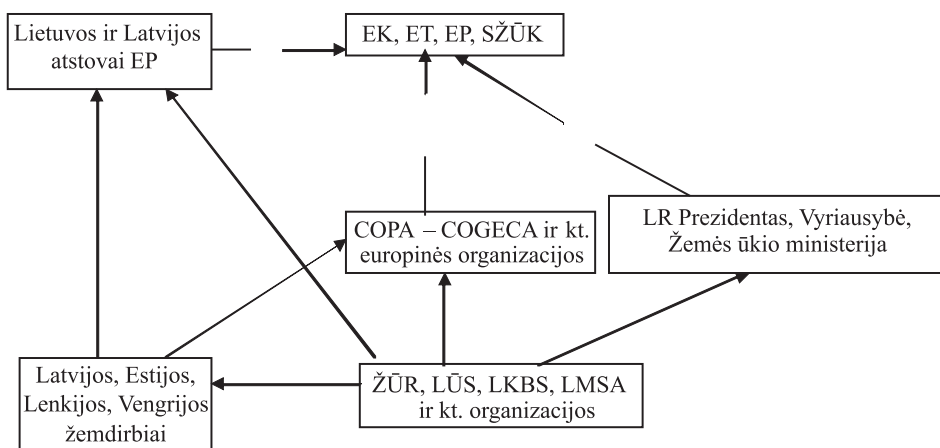 Lietuvos ir Latvijos
atstovai EP
EK, ET, EP, SŽŪK
COPA – COGECA ir kt.
europinės organizacijos
LR Prezidentas, Vyriausybė,
Žemės ūkio ministerija
Latvijos, Estijos,
Lenkijos, Vengrijos
žemdirbiai
ŽŪR, LŪS, LKBS, LMSA
ir kt. organizacijos